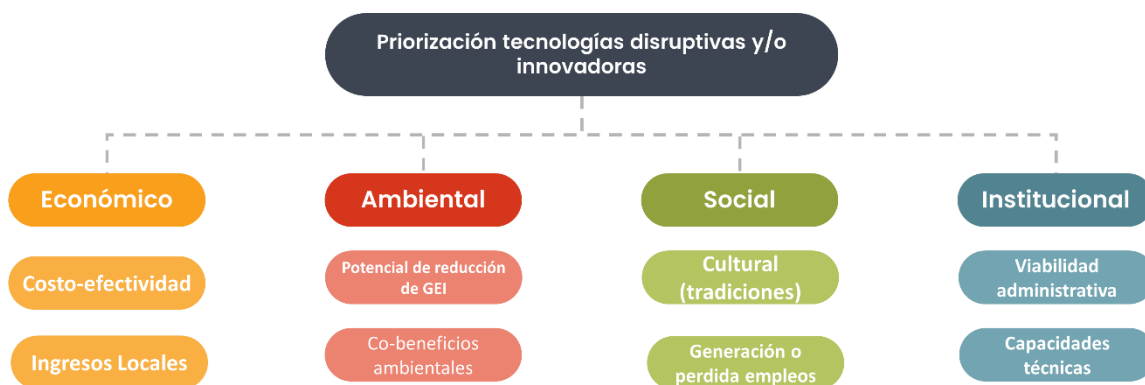 Priorización tecnologías disruptivas y/o
innovadoras
Económico
Ambiental
Social
Institucional
Costo-efectividad
Potencial de reducción
de GEI
Cultural
(tradiciones)
Viabilidad
administrativa
Ingresos Locales
Co-beneficios
ambientales
Generación o
perdida empleos
Capacidades
técnicas